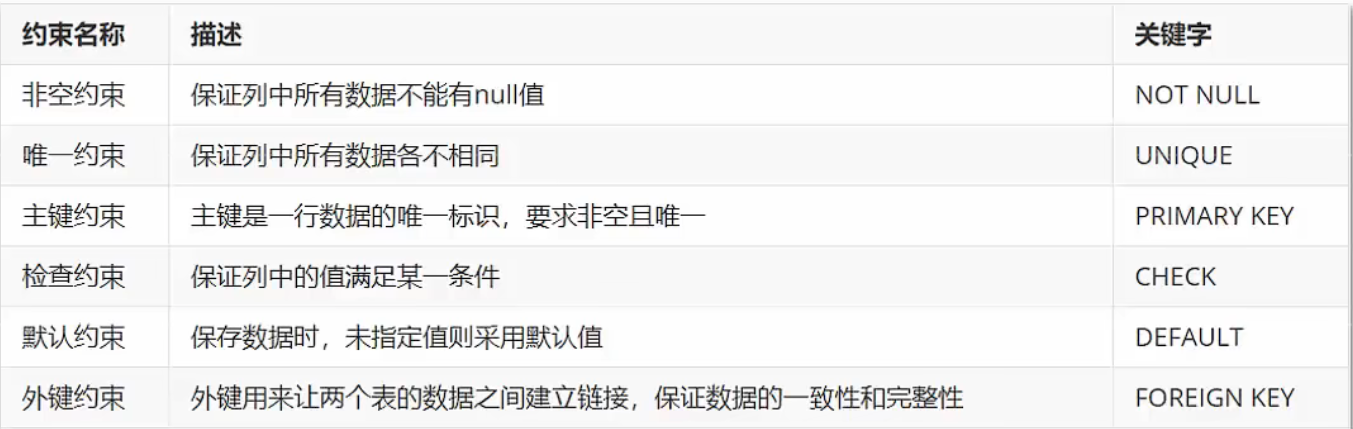 约束名称 描述 关键字
非空约束 保证列中所有数据不能有null值 NOT NULL
唯一约束 保证列中所有数据各不相同 UNIQUE
主键约束 主键是一行数据的唯一标识，要求非空且唯一 PRIMARY KEY
检查约束 保证列中的值满足某一条件 CHECK
默认约束 保存数据时，未指定值则采用默认值 DEFAULT
外键约束 外键用来让两个表的数据之间建立链接，保证数据的一致性和完整性 FOREIGN KEY